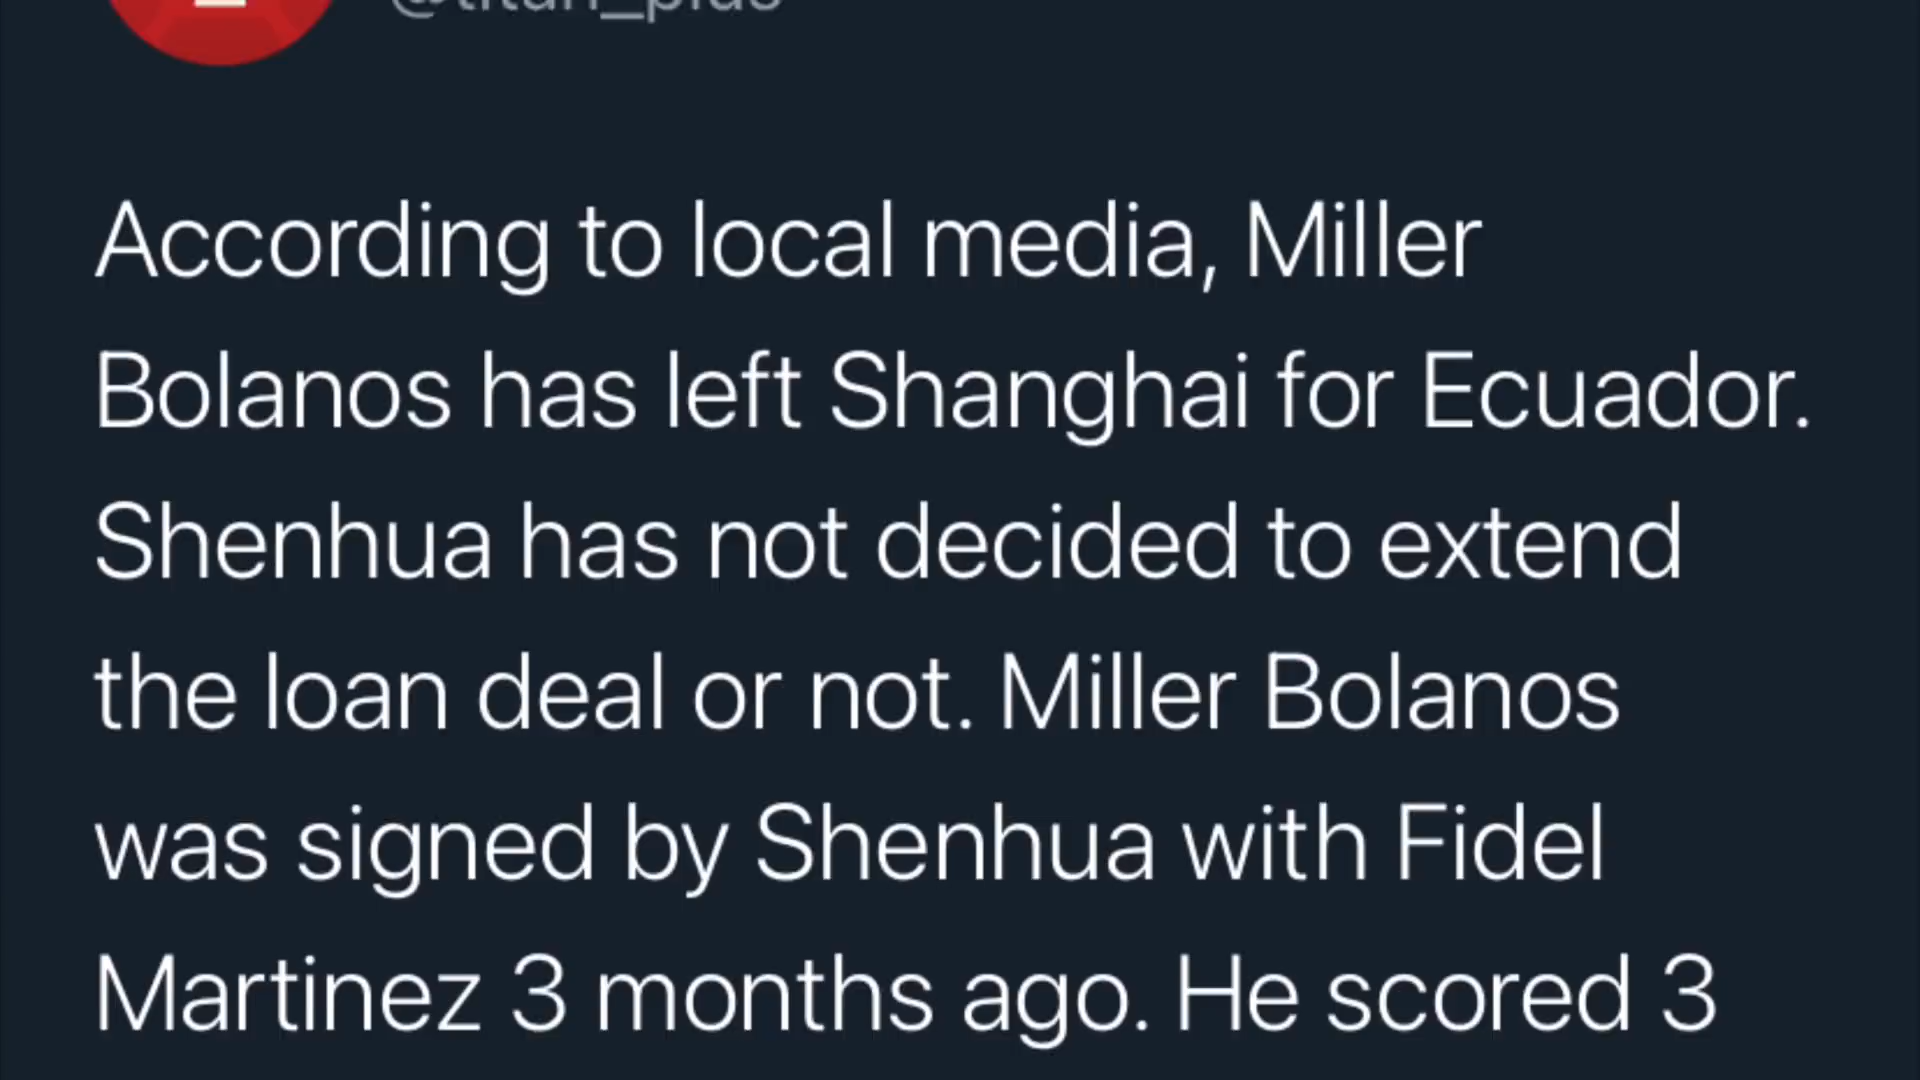 @titan_plus
According to local media, Miller
Bolanos has left Shanghai for Ecuador.
Shenhua has not decided to extend
the loan deal or not. Miller Bolanos
was signed by Shenhua with Fidel
Martinez 3 months ago. He scored 3